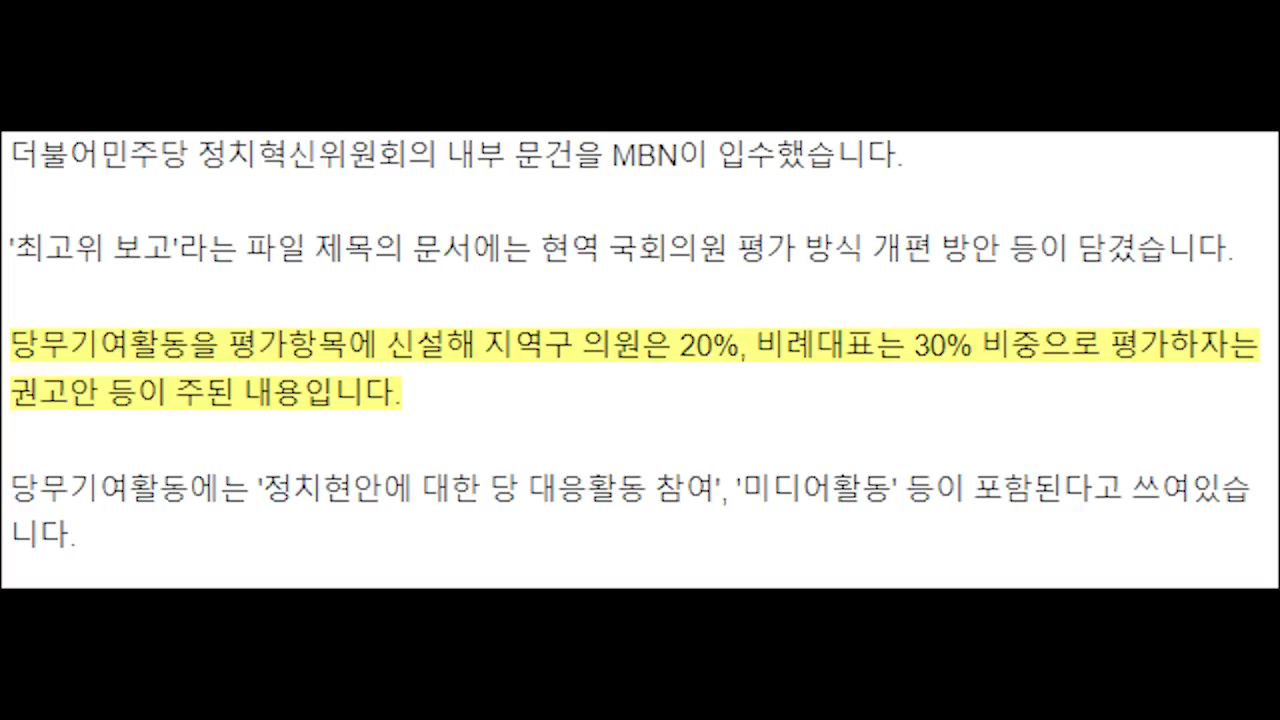 더불어민주당 정치혁신위원회의 내부 문건을 MBN이 입수했습니다.
'최고위 보고'라는 파일 제목의 문서에는 현역 국회의원 평가 방식 개편 방안 등이 담겼습니다.
당무기여활동을 평가항목에 신설해 지역구 의원은 20%, 비례대표는 30% 비중으로 평가하자는
권고안 등이 주된 내용입니다.
당무기여활동에는 '정치현안에 대한 당 대응활동 참여', '미디어활동' 등이 포함된다고 쓰여있습
니다.